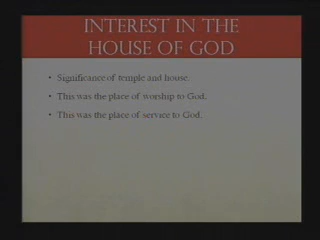 INTEREST IN THE
HOUSE OF GOD
• Significance of temple and house.
• This was the place of worship to God.
• This was the place of service to God.